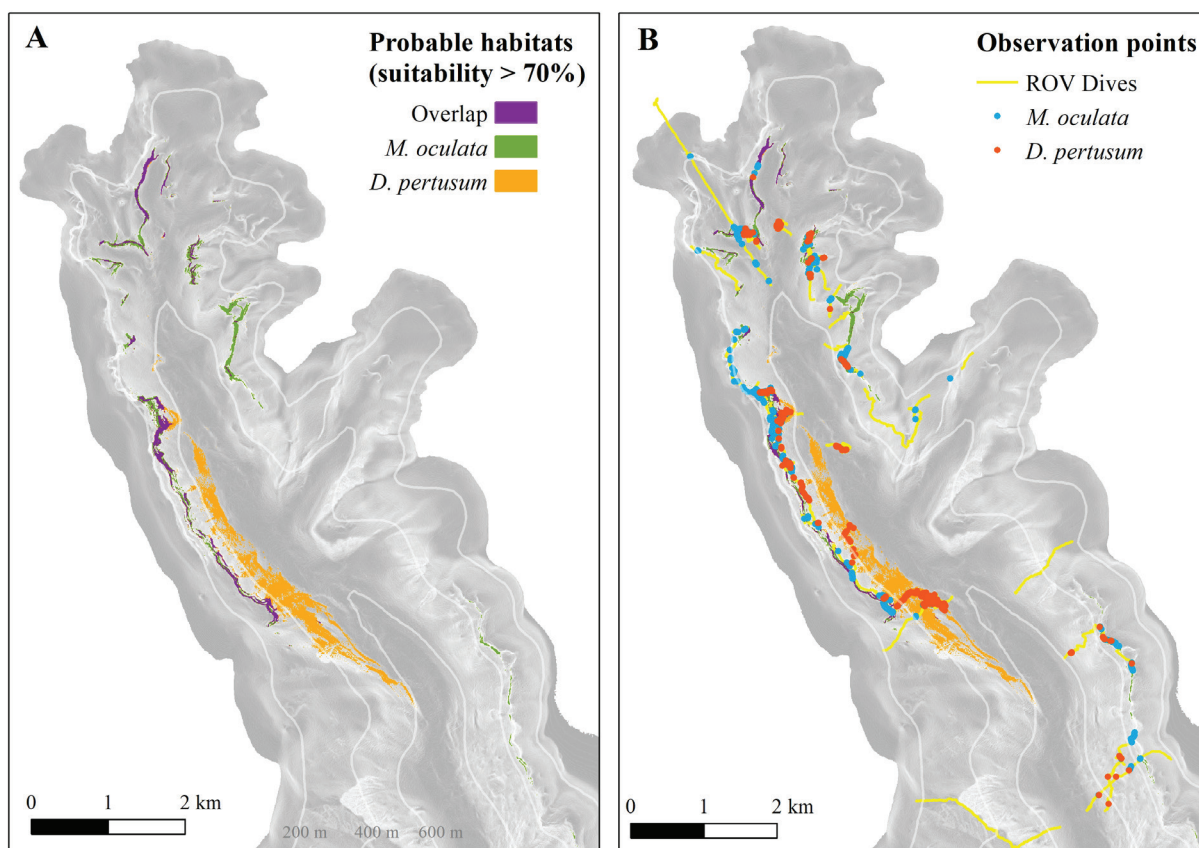 A
Probable habitats
(suitability > 70%)
Overlap
M. oculata
D. pertusum
0 1 2 km
200 m 400 m 600 m
B
Observation points
ROV Dives
M. oculata
D. pertusum
0 1 2 km